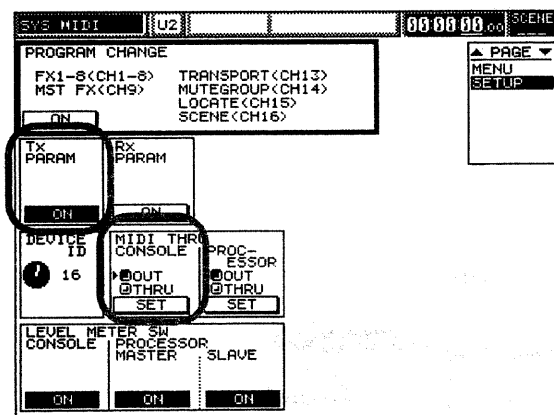 SYS MIDI U2 00:00:00.00 SCENE
PROGRAM CHANGE
FX1-8(CH1-8) TRANSPORT(CH13)
MST FX(CH9) MUTEGROUP(CH14)
LOCATE(CH15)
SCENE(CH16)
ON
▲ PAGE ▼
MENU
SETUP
Tx PARAM
ON
Rx PARAM
ON
DEVICE ID
16
MIDI THRU
CONSOLE
OUT
THRU
SET
PROC-
ESSOR
OUT
THRU
SET
LEVEL METER SW
CONSOLE
ON
PROCESSOR
MASTER
ON
SLAVE
ON